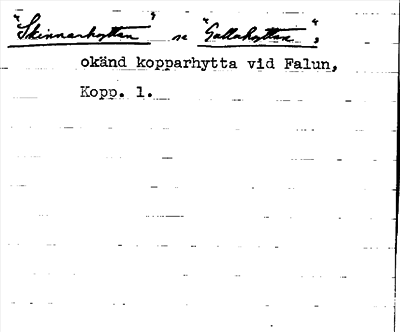 "Skinnarhyttan" se "Gallahyttan",
okänd kopparhytta vid Falun,
Kopp. 1.